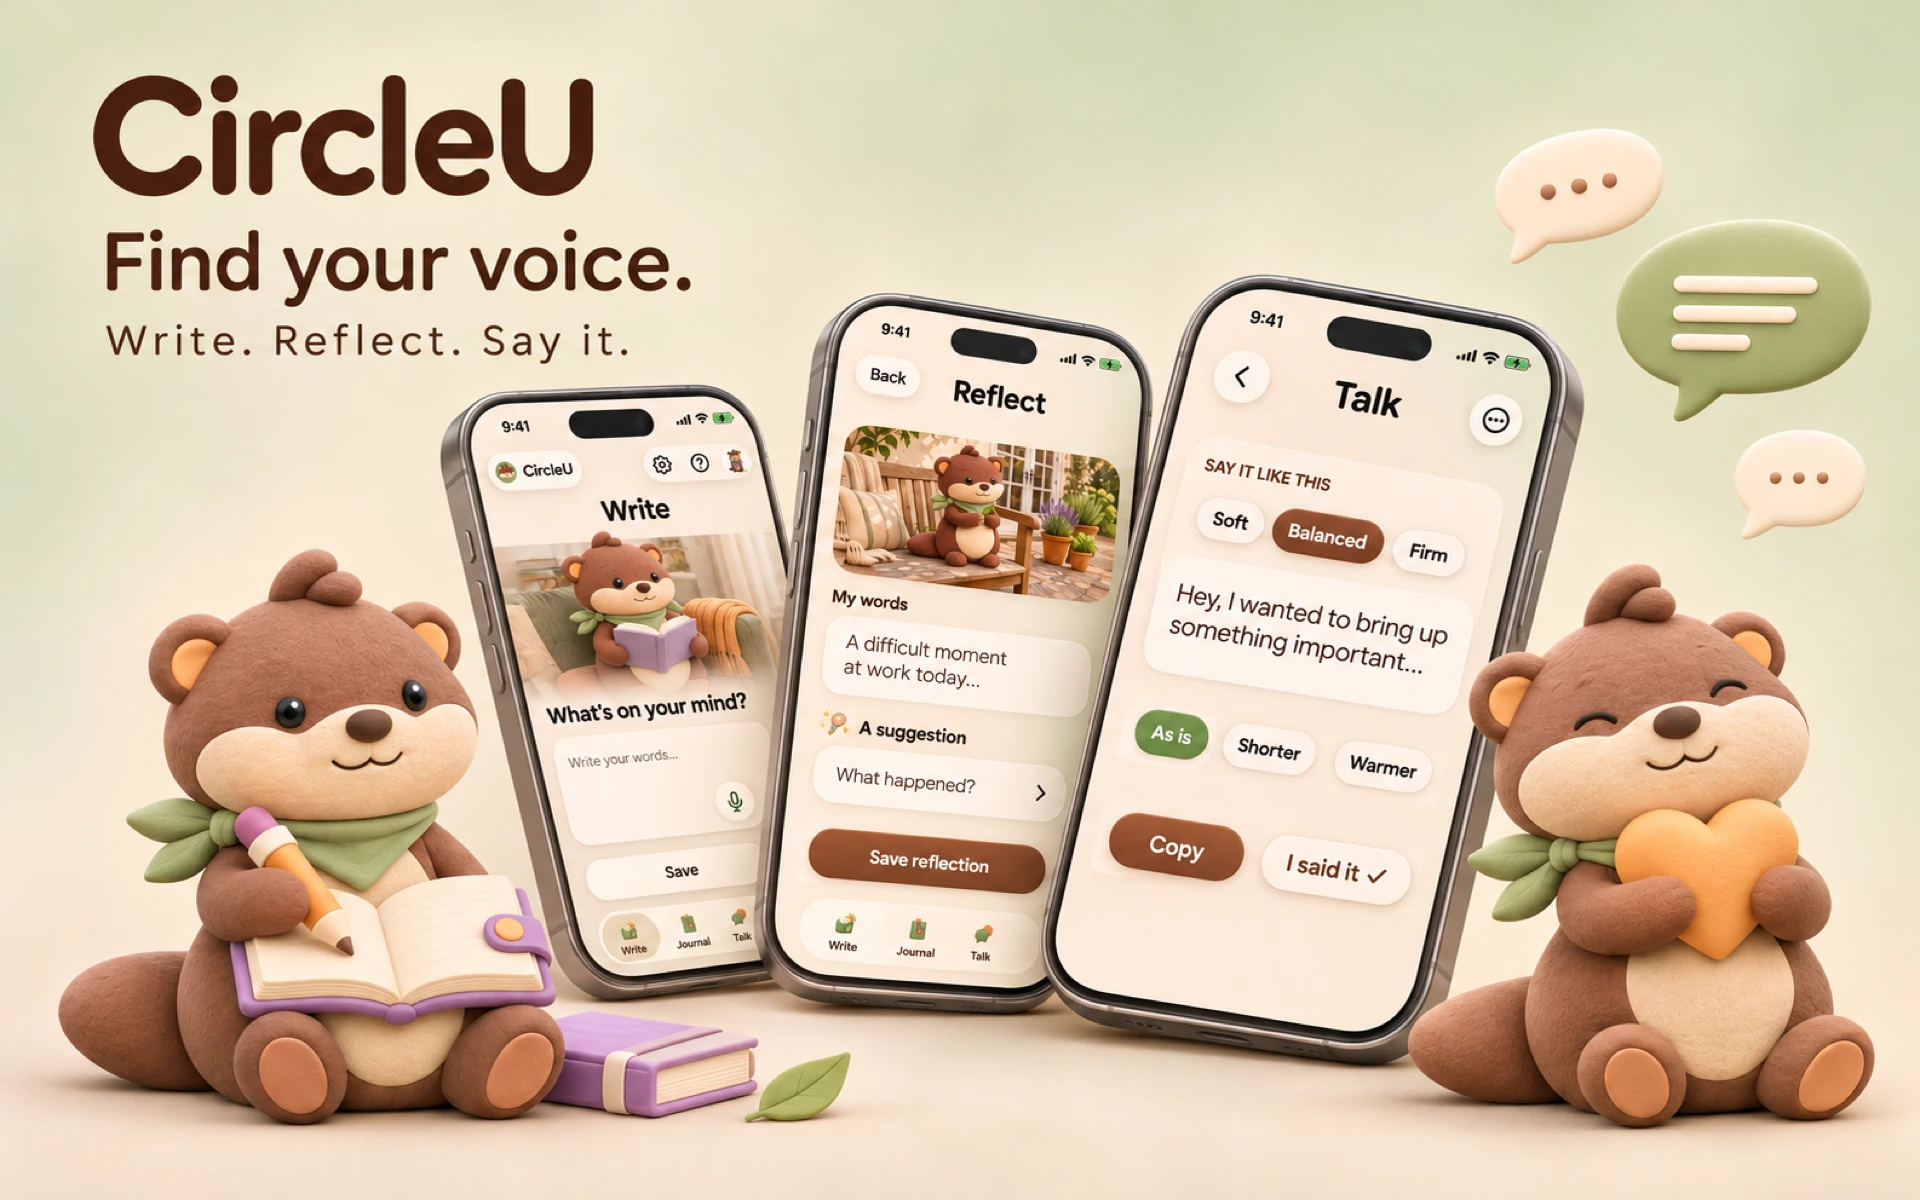 CircleU
Find your voice.
Write. Reflect. Say it.
9:41
CircleU
Write
What's on your mind?
Write your words...
Save
Write
Journal
Talk
9:41
Back
Reflect
My words
A difficult moment
at work today...
A suggestion
What happened?
Save reflection
Write
Journal
Talk
9:41
Talk
SAY IT LIKE THIS
Soft
Balanced
Firm
Hey, I wanted to bring up
something important...
As is
Shorter
Warmer
Copy
I said it ✓